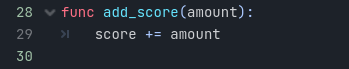 28 func add_score(amount):
29 score += amount
30